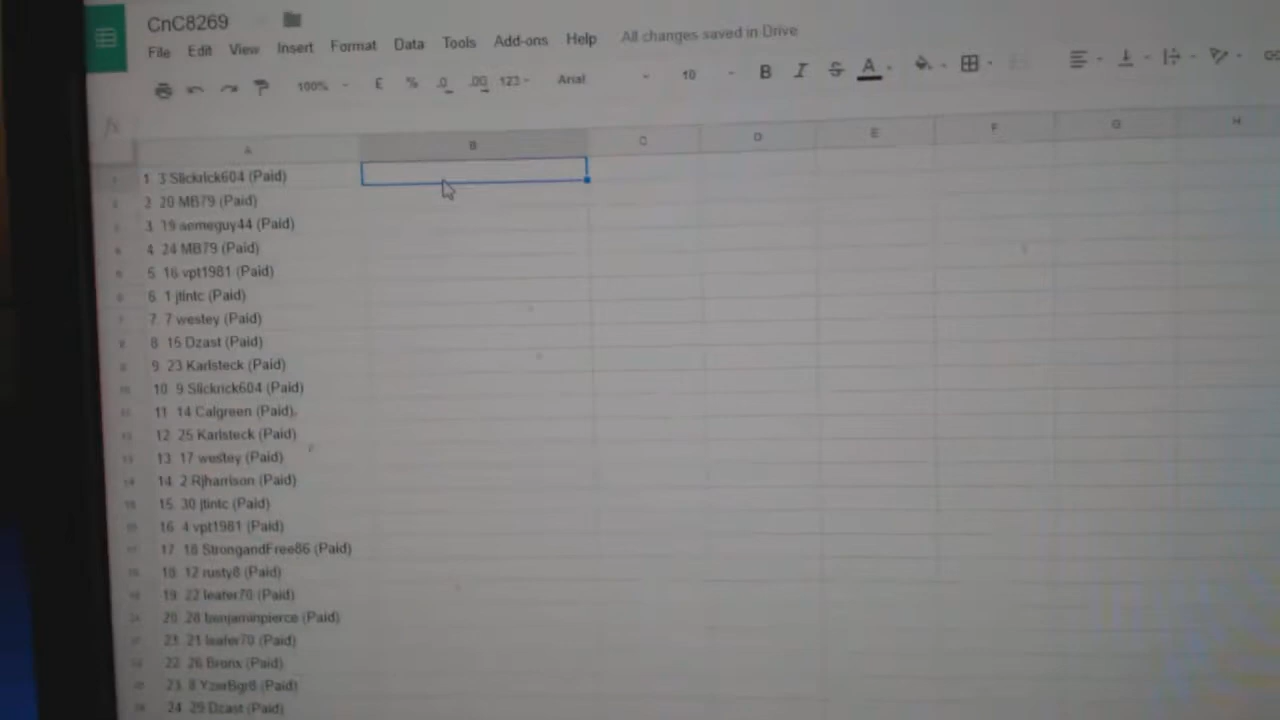 CnC8269
File Edit View Insert Format Data Tools Add-ons Help All changes saved in Drive
100% £ % .0 .00 123 Arial 10 B I S A
A B C D E F G H
1 3 Slickrick604 (Paid)
2 20 MB79 (Paid)
3 19 aemeguy44 (Paid)
4 24 MB79 (Paid)
5 16 vpt1981 (Paid)
6 1 jtintc (Paid)
7 7 westey (Paid)
8 15 Dzast (Paid)
9 23 Karlsteck (Paid)
10 9 Slickrick604 (Paid)
11 14 Calgreen (Paid)
12 25 Karlsteck (Paid)
13 17 westey (Paid)
14 2 Rjharrison (Paid)
15 30 jtintc (Paid)
16 4 vpt1981 (Paid)
17 18 StrongandFree86 (Paid)
18 12 rusty8 (Paid)
19 22 leafer70 (Paid)
20 28 benjaminpierce (Paid)
21 21 leafer70 (Paid)
22 26 Bronx (Paid)
23 8 YzerBgr8 (Paid)
24 29 Dzast (Paid)